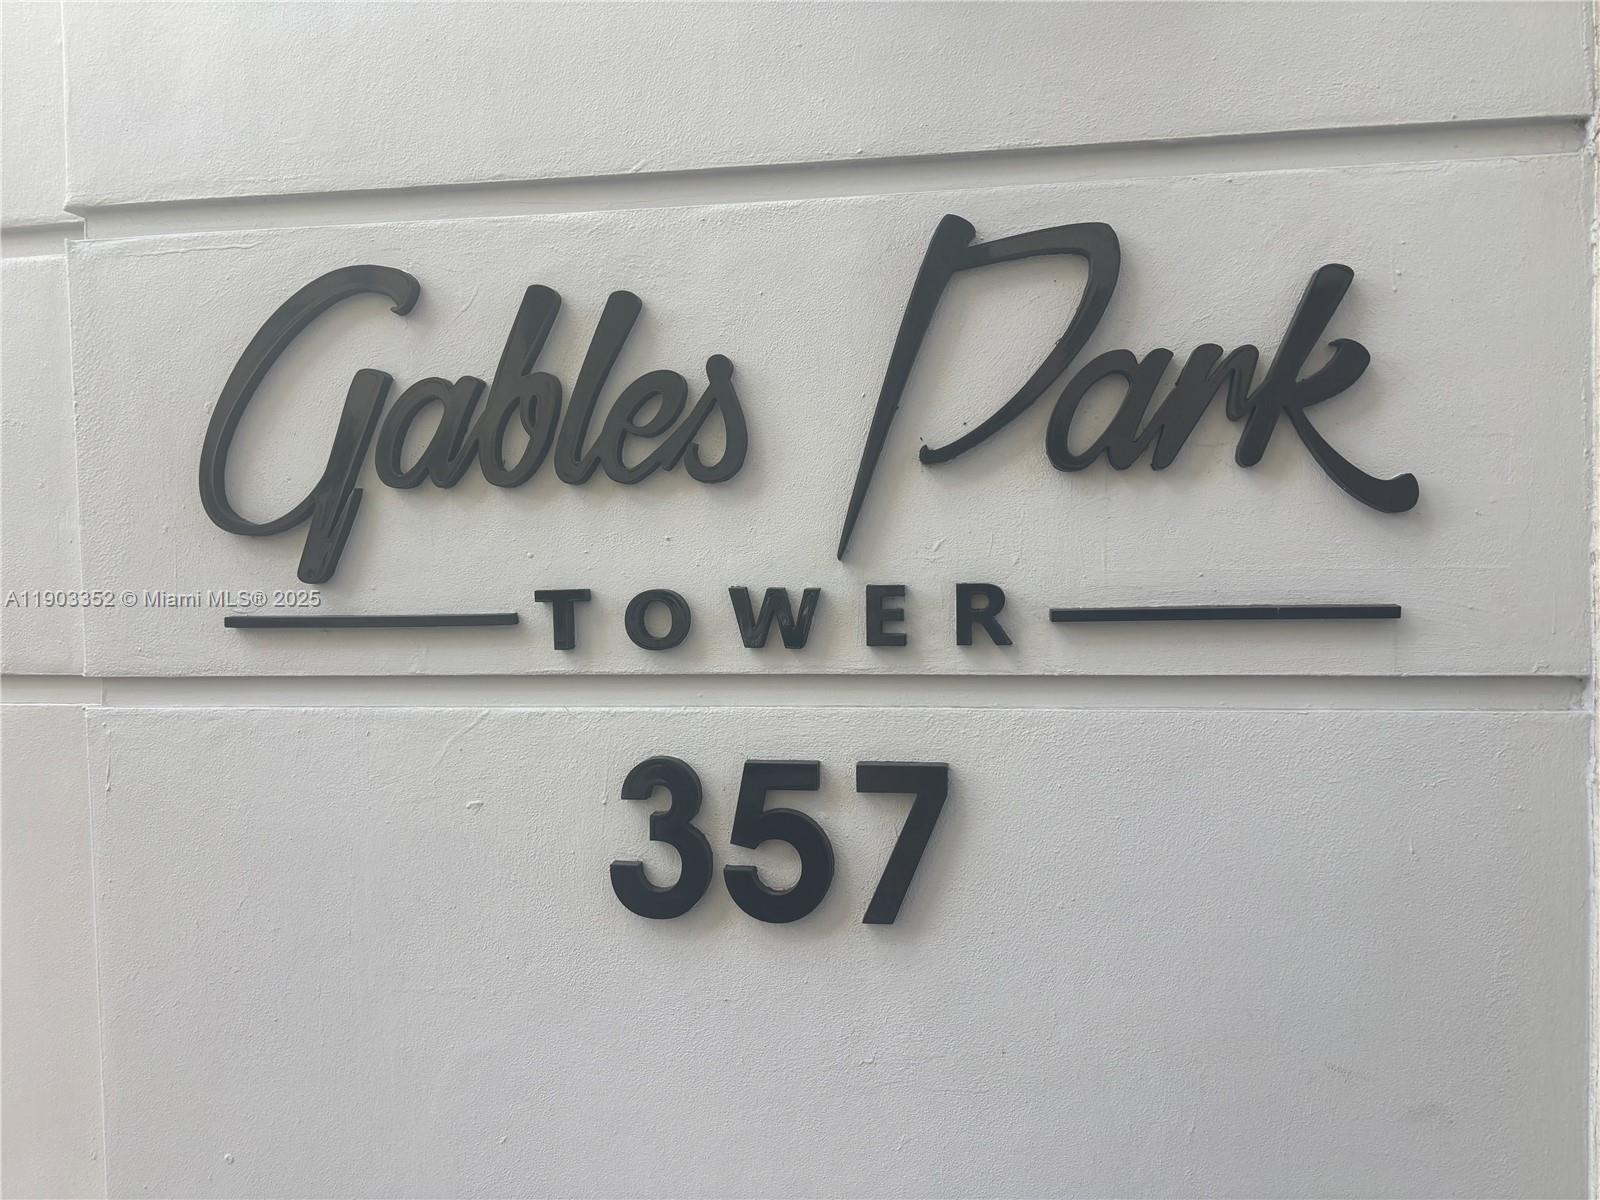 Gables Park
TOWER
A11903352 © Miami MLS® 2025
357